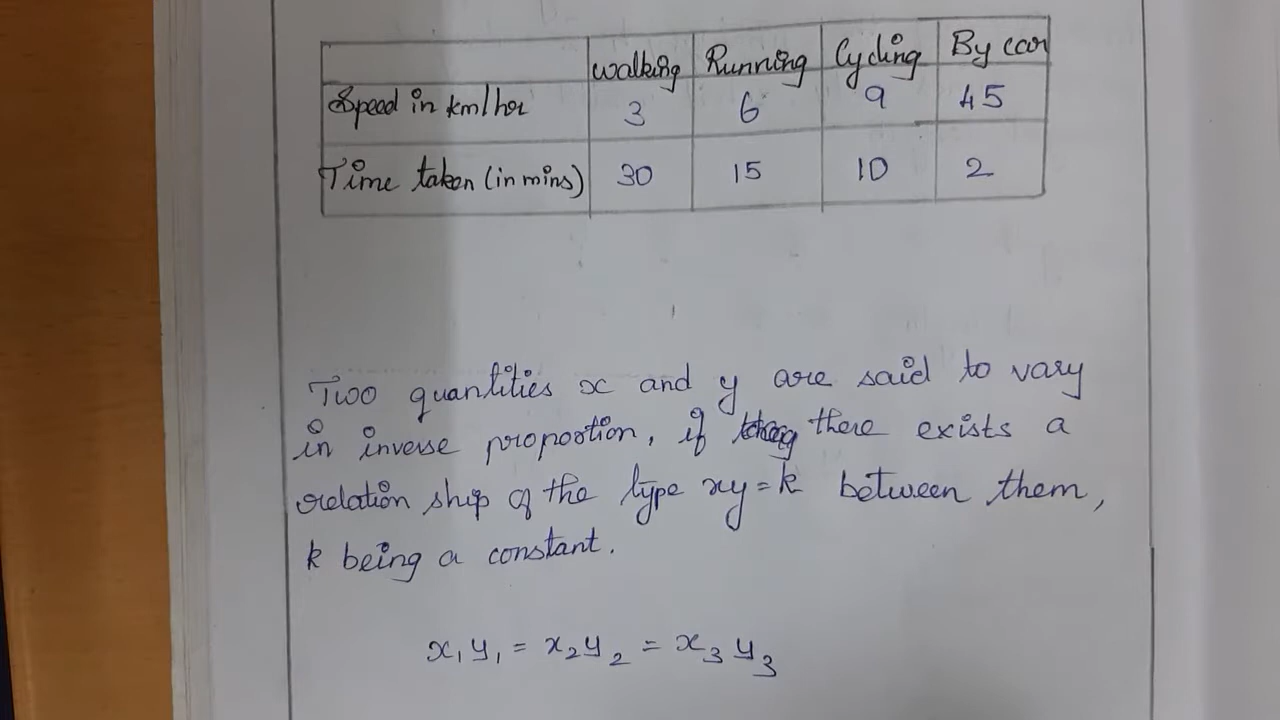 walking Running Cycling By car
Speed in km/hr 3 6 9 45
Time taken (in mins) 30 15 10 2
Two quantities x and y are said to vary
in inverse proportion, if there exists a
relation ship of the type xy = k between them,
k being a constant.
x₁y₁ = x₂y₂ = x₃y₃